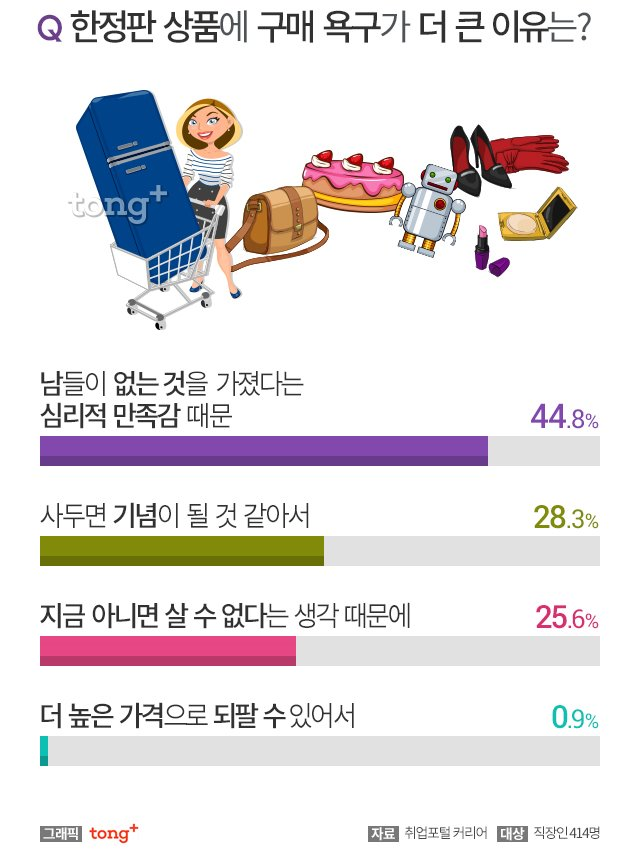 Q 한정판 상품에 구매 욕구가 더 큰 이유는?
tong+
남들이 없는 것을 가졌다는
심리적 만족감 때문
44.8%
사두면 기념이 될 것 같아서
28.3%
지금 아니면 살 수 없다는 생각 때문에
25.6%
더 높은 가격으로 되팔 수 있어서
0.9%
그래픽 tong+
자료 취업포털 커리어 대상 직장인 414명